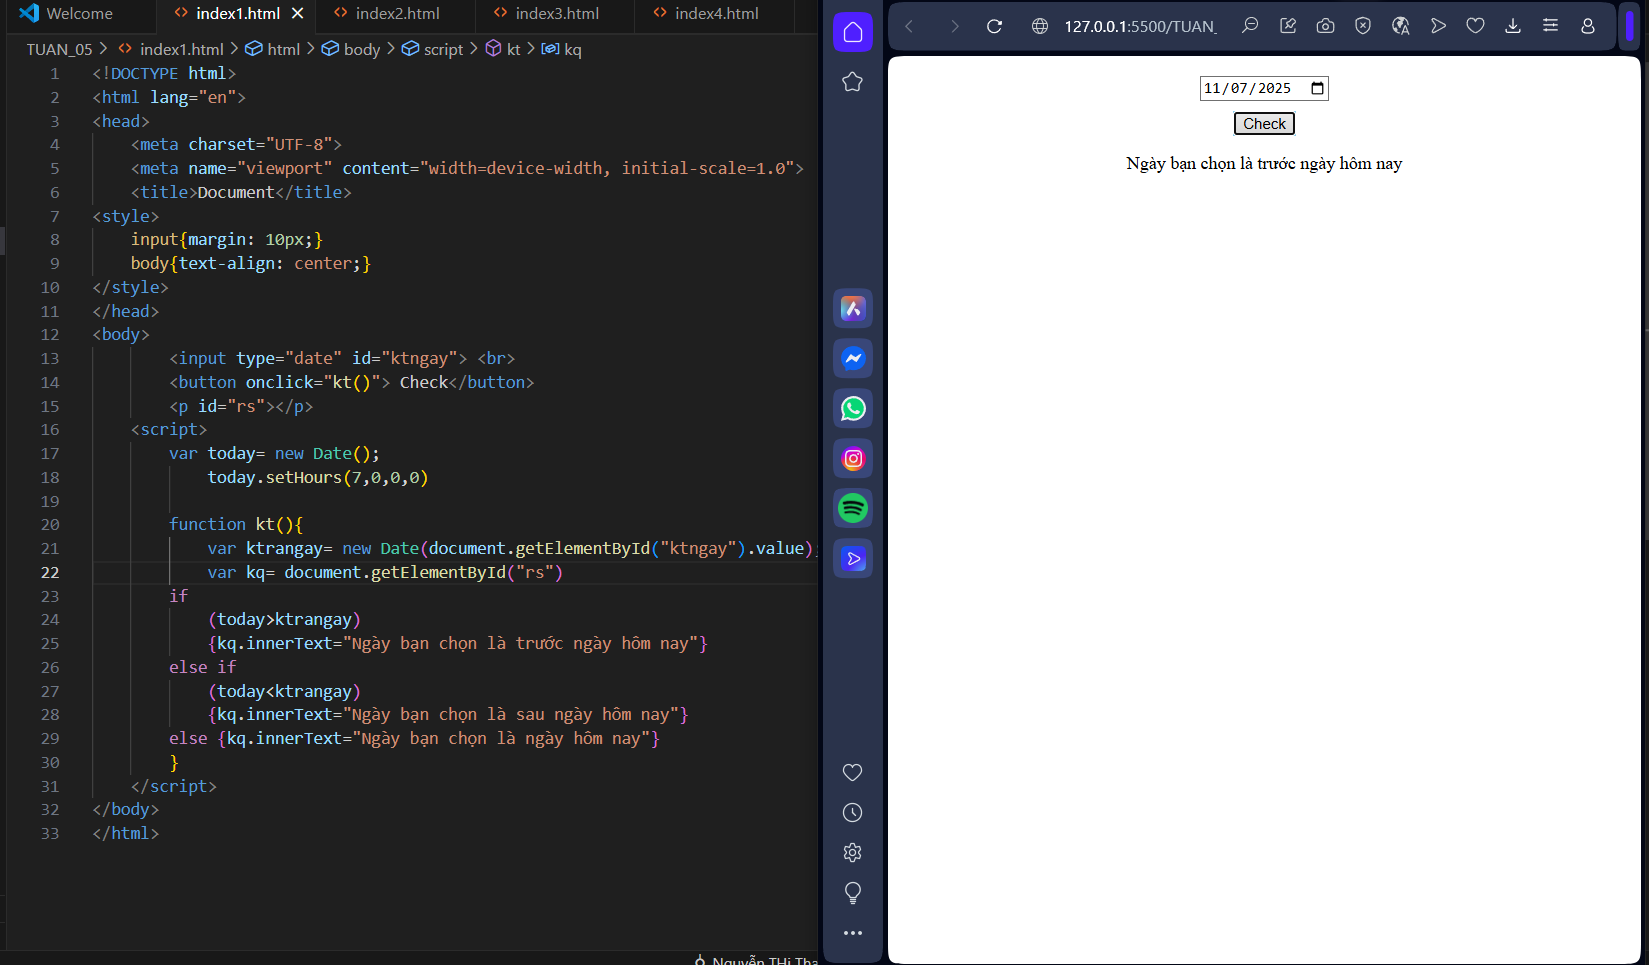 Welcome
index1.html
index2.html
index3.html
index4.html
TUAN_05 > index1.html > html > body > script > kt > kq
1 <!DOCTYPE html>
2 <html lang="en">
3 <head>
4 <meta charset="UTF-8">
5 <meta name="viewport" content="width=device-width, initial-scale=1.0">
6 <title>Document</title>
7 <style>
8 input{margin: 10px;}
9 body{text-align: center;}
10 </style>
11 </head>
12 <body>
13 <input type="date" id="ktngay"> <br>
14 <button onclick="kt()"> Check</button>
15 <p id="rs"></p>
16 <script>
17 var today= new Date();
18 today.setHours(7,0,0,0)
19
20 function kt(){
21 var ktrangay= new Date(document.getElementById("ktngay").value);
22 var kq= document.getElementById("rs")
23 if
24 (today>ktrangay)
25 {kq.innerText="Ngày bạn chọn là trước ngày hôm nay"}
26 else if
27 (today<ktrangay)
28 {kq.innerText="Ngày bạn chọn là sau ngày hôm nay"}
29 else {kq.innerText="Ngày bạn chọn là ngày hôm nay"}
30 }
31 </script>
32 </body>
33 </html>
Nguyễn THị Tha
127.0.0.1:5500/TUAN_
11/07/2025
Check
Ngày bạn chọn là trước ngày hôm nay